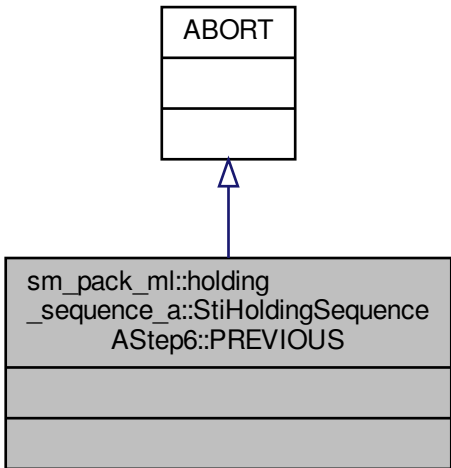 ABORT
sm_pack_ml::holding
_sequence_a::StiHoldingSequence
AStep6::PREVIOUS